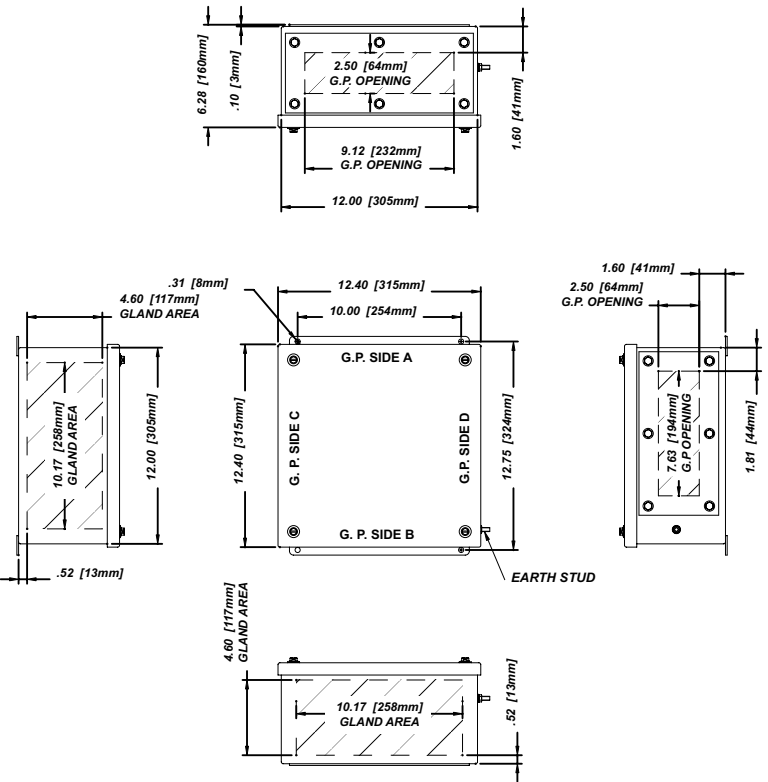 6.28 [160mm]
.10 [3mm]
2.50 [64mm]
G.P. OPENING
1.60 [41mm]
9.12 [232mm]
G.P. OPENING
12.00 [305mm]
.31 [8mm]
4.60 [117mm]
GLAND AREA
12.40 [315mm]
10.00 [254mm]
1.60 [41mm]
2.50 [64mm]
G.P. OPENING
10.17 [258mm]
GLAND AREA
12.00 [305mm]
.52 [13mm]
12.40 [315mm]
G.P. SIDE A
G. P. SIDE C
G.P. SIDE D
G. P. SIDE B
12.75 [324mm]
EARTH STUD
7.63 [194mm]
G.P OPENING
1.81 [44mm]
4.60 [117mm]
GLAND AREA
10.17 [258mm]
GLAND AREA
.52 [13mm]